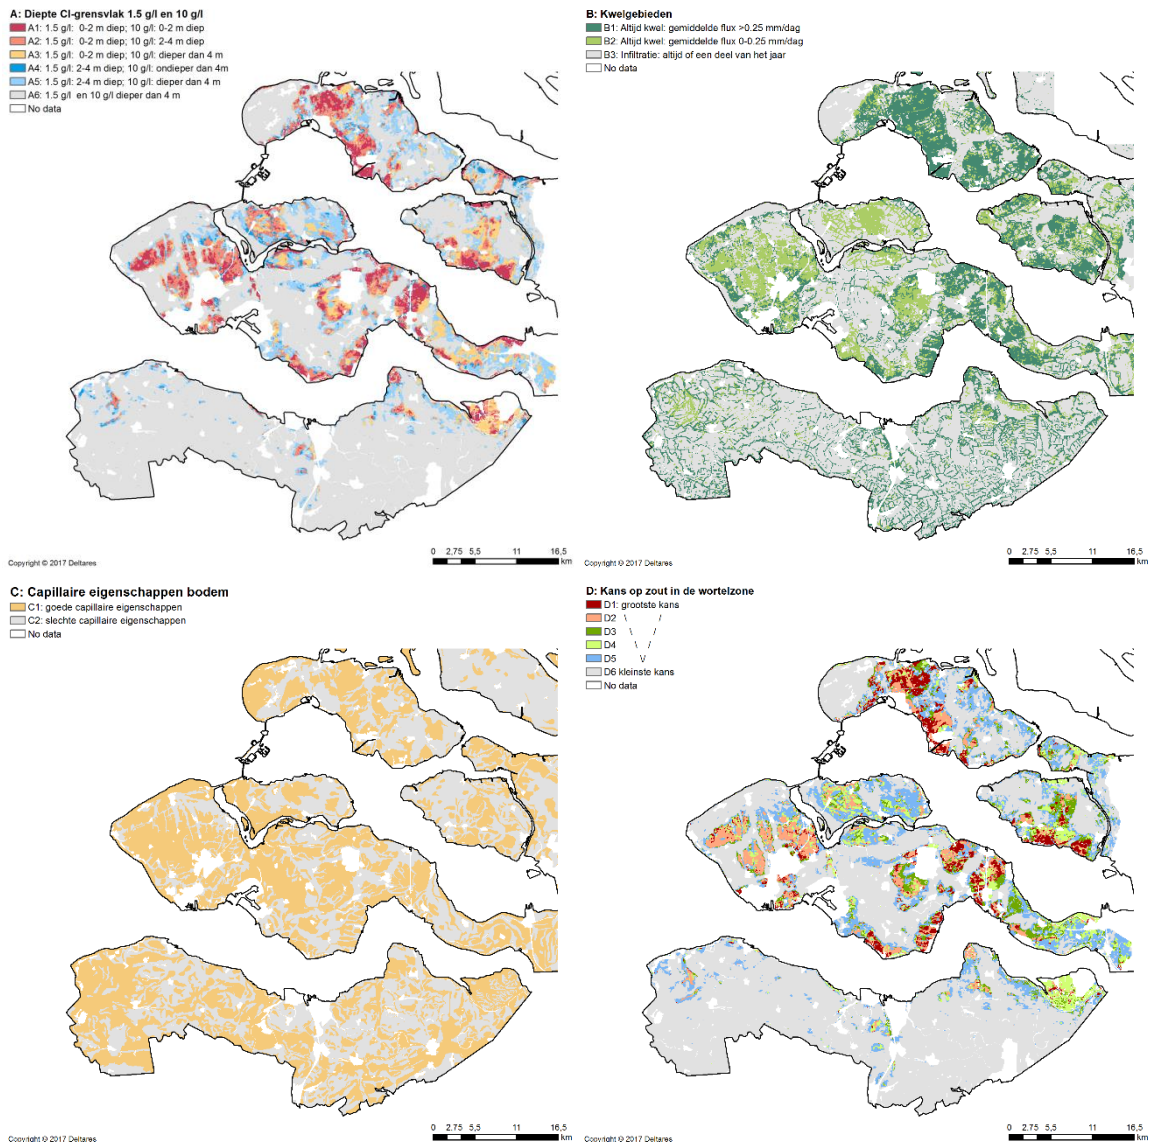 A: Diepte Cl-grensvlak 1.5 g/l en 10 g/l
A1: 1.5 g/l: 0-2 m diep; 10 g/l: 0-2 m diep
A2: 1.5 g/l: 0-2 m diep; 10 g/l: 2-4 m diep
A3: 1.5 g/l: 0-2 m diep; 10 g/l: dieper dan 4 m
A4: 1.5 g/l: 2-4 m diep; 10 g/l: ondieper dan 4m
A5: 1.5 g/l: 2-4 m diep; 10 g/l: dieper dan 4 m
A6: 1.5 g/l en 10 g/l dieper dan 4 m
No data
0 2,75 5,5 11 16,5
km
Copyright © 2017 Deltares
B: Kwelgebieden
B1: Altijd kwel: gemiddelde flux >0.25 mm/dag
B2: Altijd kwel: gemiddelde flux 0-0.25 mm/dag
B3: Infiltratie: altijd of een deel van het jaar
No data
0 2.75 5,5 11 16,5
km
Copyright © 2017 Deltares
C: Capillaire eigenschappen bodem
C1: goede capillaire eigenschappen
C2: slechte capillaire eigenschappen
No data
0 2.75 5,5 11 16,5
km
Copyright © 2017 Deltares
D: Kans op zout in de wortelzone
D1: grootste kans
D2
D3
D4
D5
D6 kleinste kans
No data
0 2.75 5,5 11 16,5
km
Copyright © 2017 Deltares